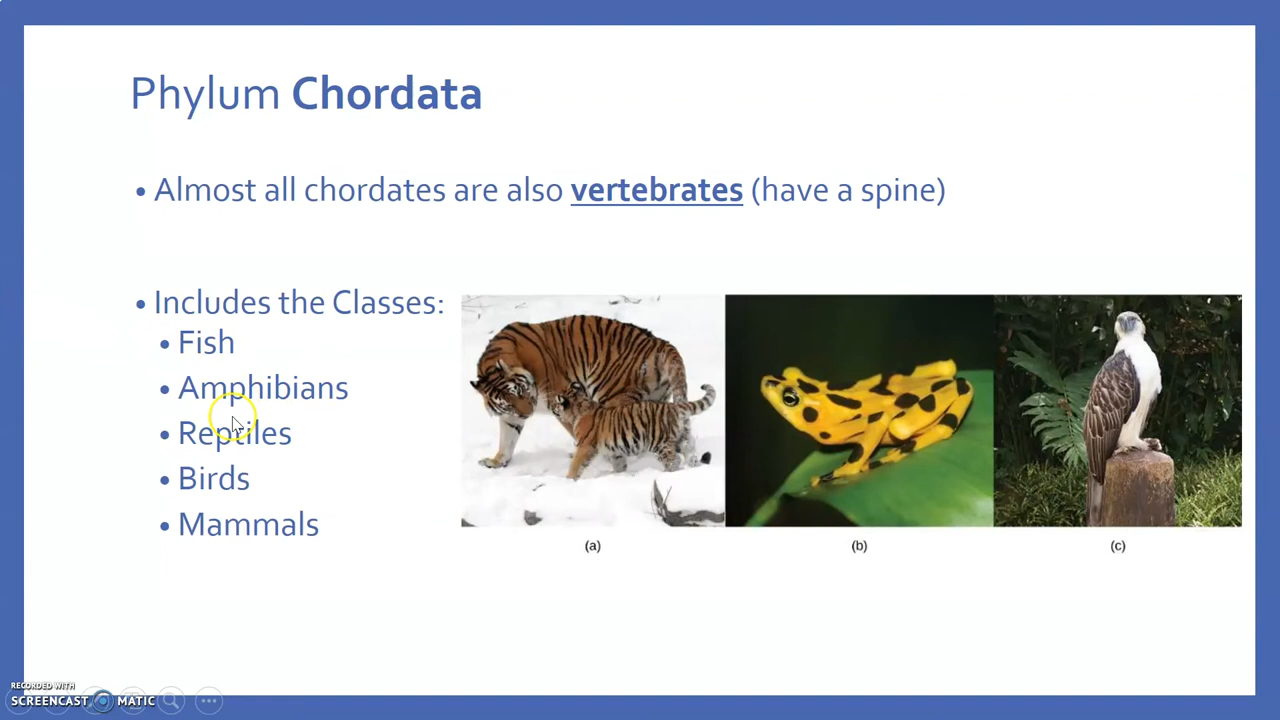 Phylum Chordata
• Almost all chordates are also vertebrates (have a spine)
• Includes the Classes:
• Fish
• Amphibians
• Reptiles
• Birds
• Mammals
(a) (b) (c)
RECORDED WITH
SCREENCAST MATIC